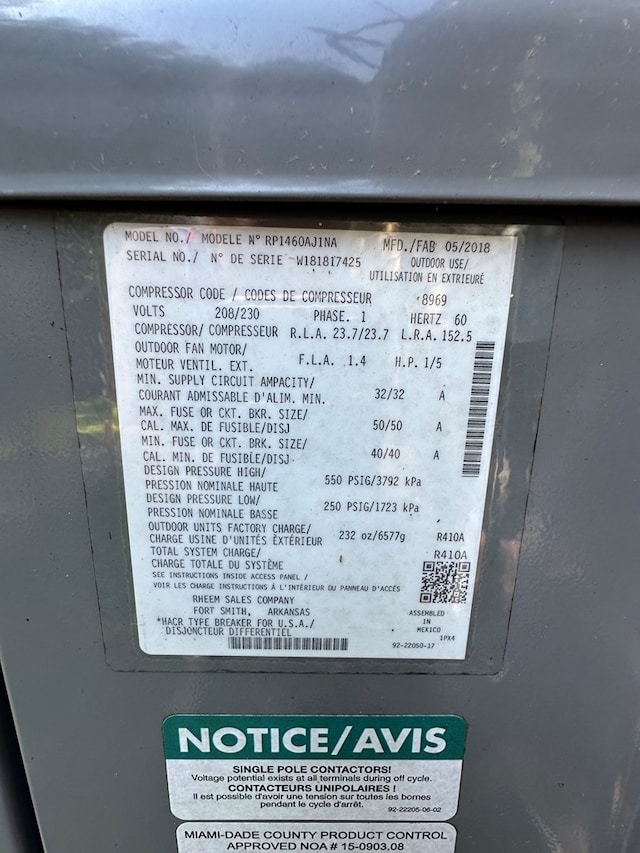 MODEL NO./ MODELE N° RP1460AJ1NA MFD./FAB 05/2018
SERIAL NO./ N° DE SERIE W181817425 OUTDOOR USE/
UTILISATION EN EXTRIEURÉ
COMPRESSOR CODE / CODES DE COMPRESSEUR 8969
VOLTS 208/230 PHASE. 1 HERTZ 60
COMPRESSOR/ COMPRESSEUR R.L.A. 23.7/23.7 L.R.A. 152.5
OUTDOOR FAN MOTOR/
MOTEUR VENTIL. EXT. F.L.A. 1.4 H.P. 1/5
MIN. SUPPLY CIRCUIT AMPACITY/
COURANT ADMISSABLE D'ALIM. MIN. 32/32 A
MAX. FUSE OR CKT. BKR. SIZE/
CAL. MAX. DE FUSIBLE/DISJ 50/50 A
MIN. FUSE OR CKT. BRK. SIZE/
CAL. MIN. DE FUSIBLE/DISJ 40/40 A
DESIGN PRESSURE HIGH/
PRESSION NOMINALE HAUTE 550 PSIG/3792 kPa
DESIGN PRESSURE LOW/
PRESSION NOMINALE BASSE 250 PSIG/1723 kPa
OUTDOOR UNITS FACTORY CHARGE/
CHARGE USINE D'UNITÉS ÈXTÉRIEUR 232 oz/6577g R410A
TOTAL SYSTEM CHARGE/ R410A
CHARGE TOTALE DU SYSTÈME
SEE INSTRUCTIONS INSIDE ACCESS PANEL /
VOIR LES CHARGE INSTRUCTIONS À L'INTÉRIEUR DU PANNEAU D'ACCÈS
RHEEM SALES COMPANY
FORT SMITH, ARKANSAS
*HACR TYPE BREAKER FOR U.S.A./
DISJONCTEUR DIFFERENTIEL
ASSEMBLED
IN
MEXICO
IPX4
92-22050-17
NOTICE/AVIS
SINGLE POLE CONTACTORS!
Voltage potential exists at all terminals during off cycle.
CONTACTEURS UNIPOLAIRES !
Il est possible d'avoir une tension sur toutes les bornes
pendant le cycle d'arrêt.
92-22205-06-02
MIAMI-DADE COUNTY PRODUCT CONTROL
APPROVED NOA # 15-0903.08